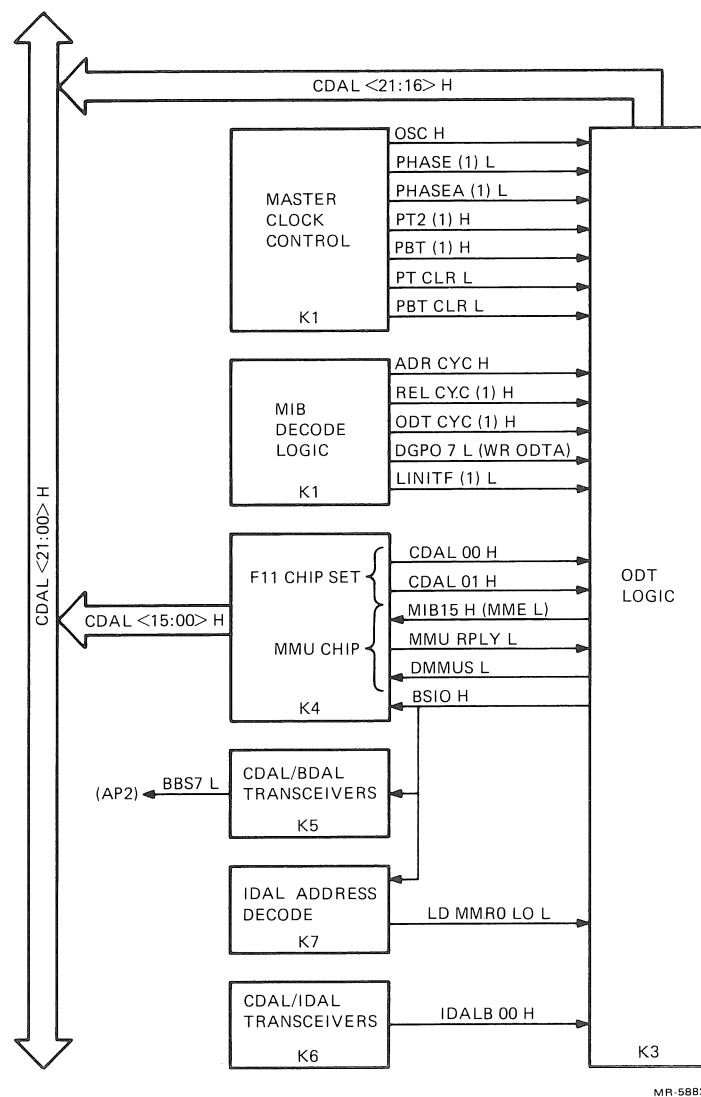 CDAL <21:16> H
OSC H
PHASE (1) L
PHASEA (1) L
PT2 (1) H
PBT (1) H
PT CLR L
PBT CLR L
MASTER
CLOCK
CONTROL
K1
ADR CYC H
REL CYC (1) H
ODT CYC (1) H
DGPO 7 L (WR ODTA)
LINITF (1) L
MIB
DECODE
LOGIC
K1
CDAL <21:00> H
CDAL <15:00> H
F11 CHIP SET
MMU CHIP
K4
CDAL 00 H
CDAL 01 H
MIB15 H (MME L)
MMU RPLY L
DMMUS L
BSIO H
ODT
LOGIC
(AP2)
BBS7 L
CDAL/BDAL
TRANSCEIVERS
K5
IDAL ADDRESS
DECODE
K7
LD MMR0 LO L
CDAL/IDAL
TRANSCEIVERS
K6
IDALB 00 H
K3
MR-5882